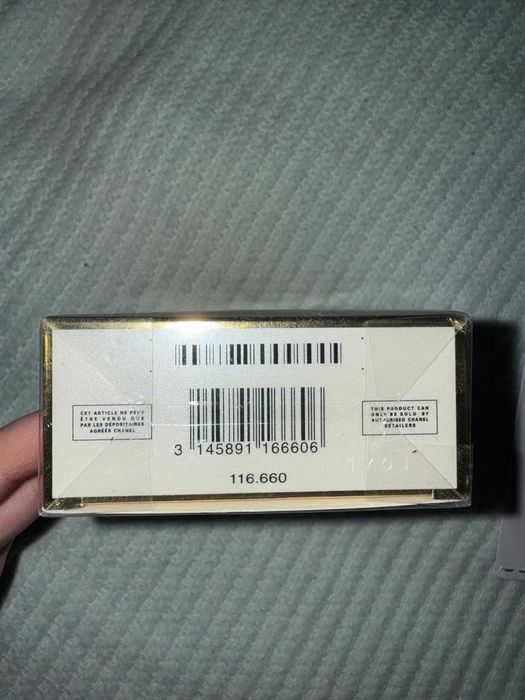 CET ARTICLE NE PEUT
ÊTRE VENDU QUE
PAR LES DÉPOSITAIRES
AGRÉÉS CHANEL
3 145891 166606
116.660
THIS PRODUCT CAN
ONLY BE SOLD BY
AUTHORISED CHANEL
RETAILERS